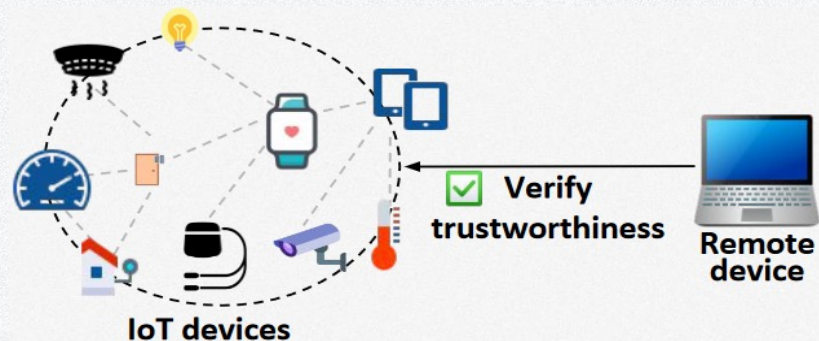 Verify
trustworthiness
Remote
device
IoT devices